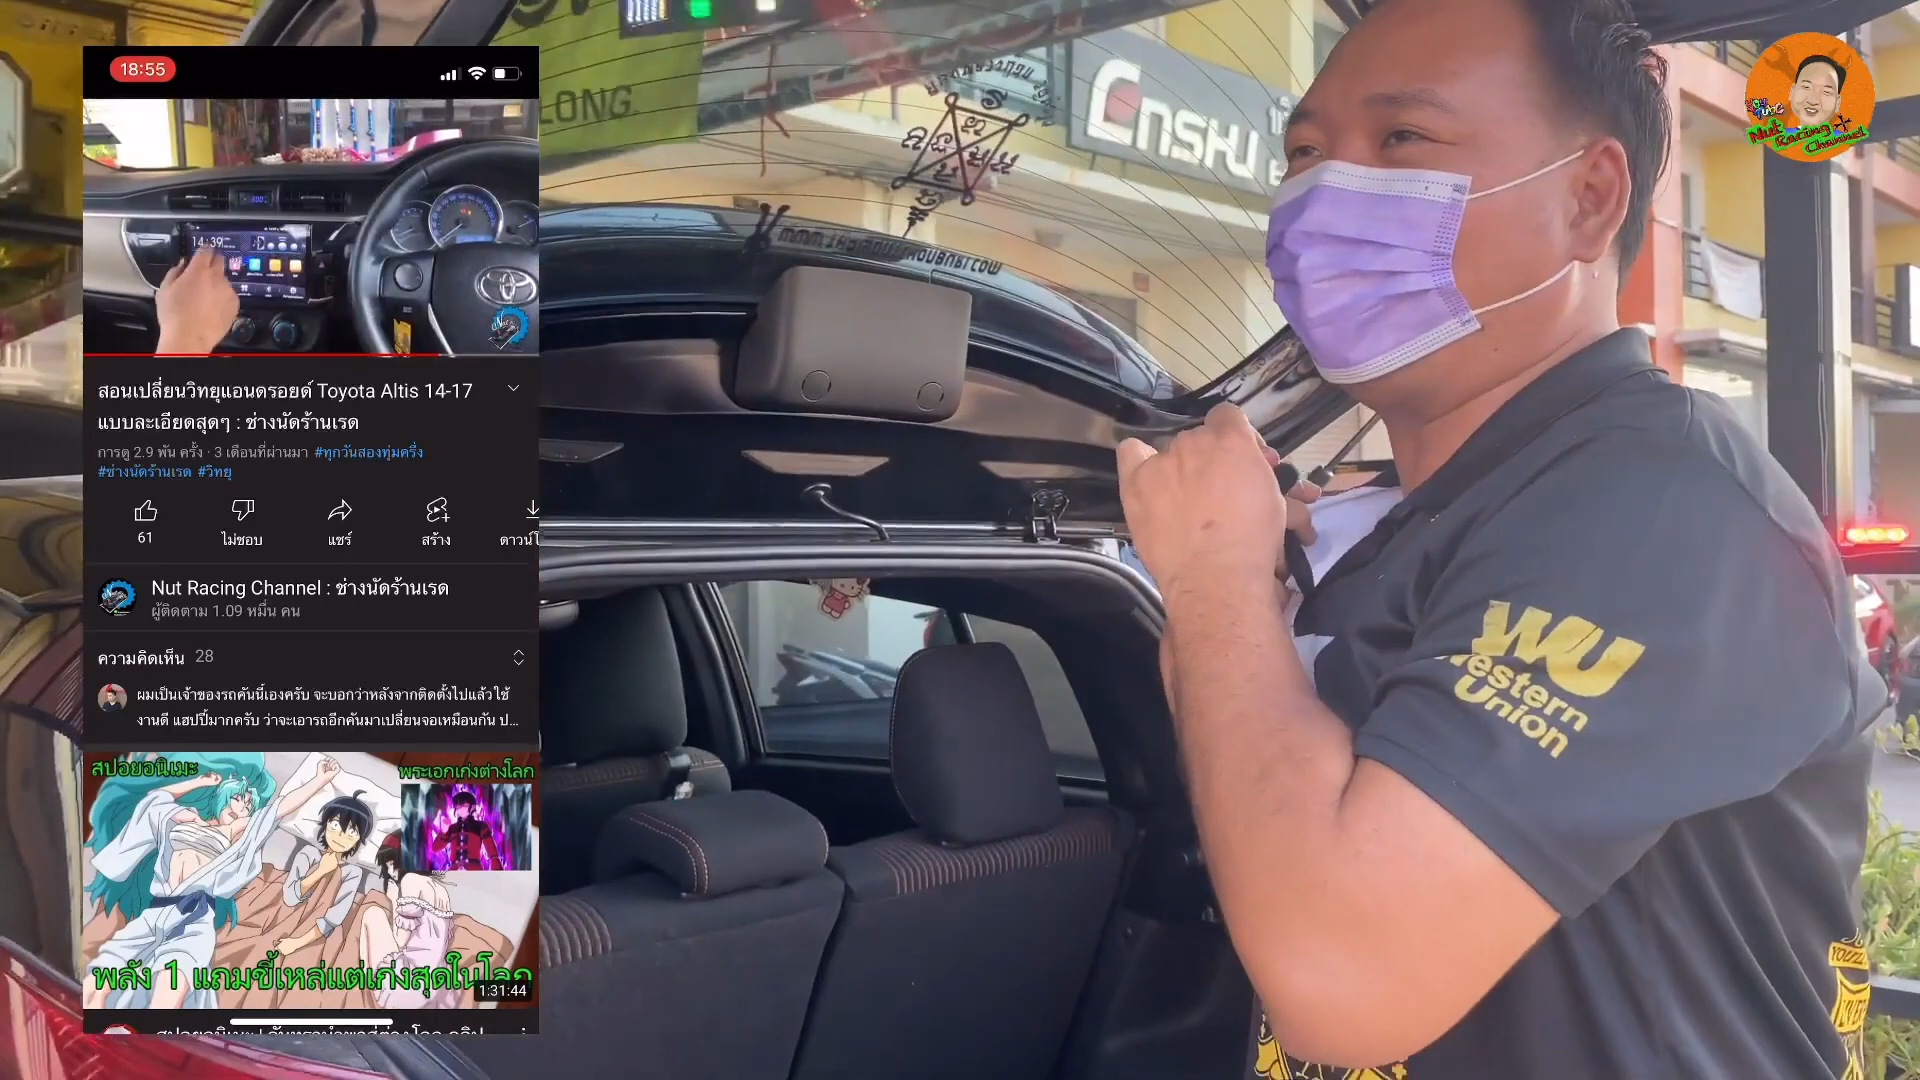 18:55
14:39
สอนเปลี่ยนวิทยุแอนดรอยด์ Toyota Altis 14-17
แบบละเอียดสุดๆ : ช่างนัดร้านเรด
การดู 2.9 พัน ครั้ง · 3 เดือนที่ผ่านมา #ทุกวันสองทุ่มครึ่ง
#ช่างนัดร้านเรด #วิทยุ
61
ไม่ชอบ
แชร์
สร้าง
ดาวน์โ
Nut Racing Channel : ช่างนัดร้านเรด
ผู้ติดตาม 1.09 หมื่น คน
ความคิดเห็น 28
ผมเป็นเจ้าของรถคันนี้เองครับ จะบอกว่าหลังจากติดตั้งไปแล้ว ใช้
งานดี แฮปปี้มากครับ ว่าจะเอารถอีกคันมาเปลี่ยนจอเหมือนกัน ป...
สปอยอนิเมะ
พระเอกเก่งต่างโลก
พลัง 1 แถมขี้เหล่แต่เก่งสุดในโลก
1:31:44
LONG
WU
Western
Union
Nut
Racing
Channel